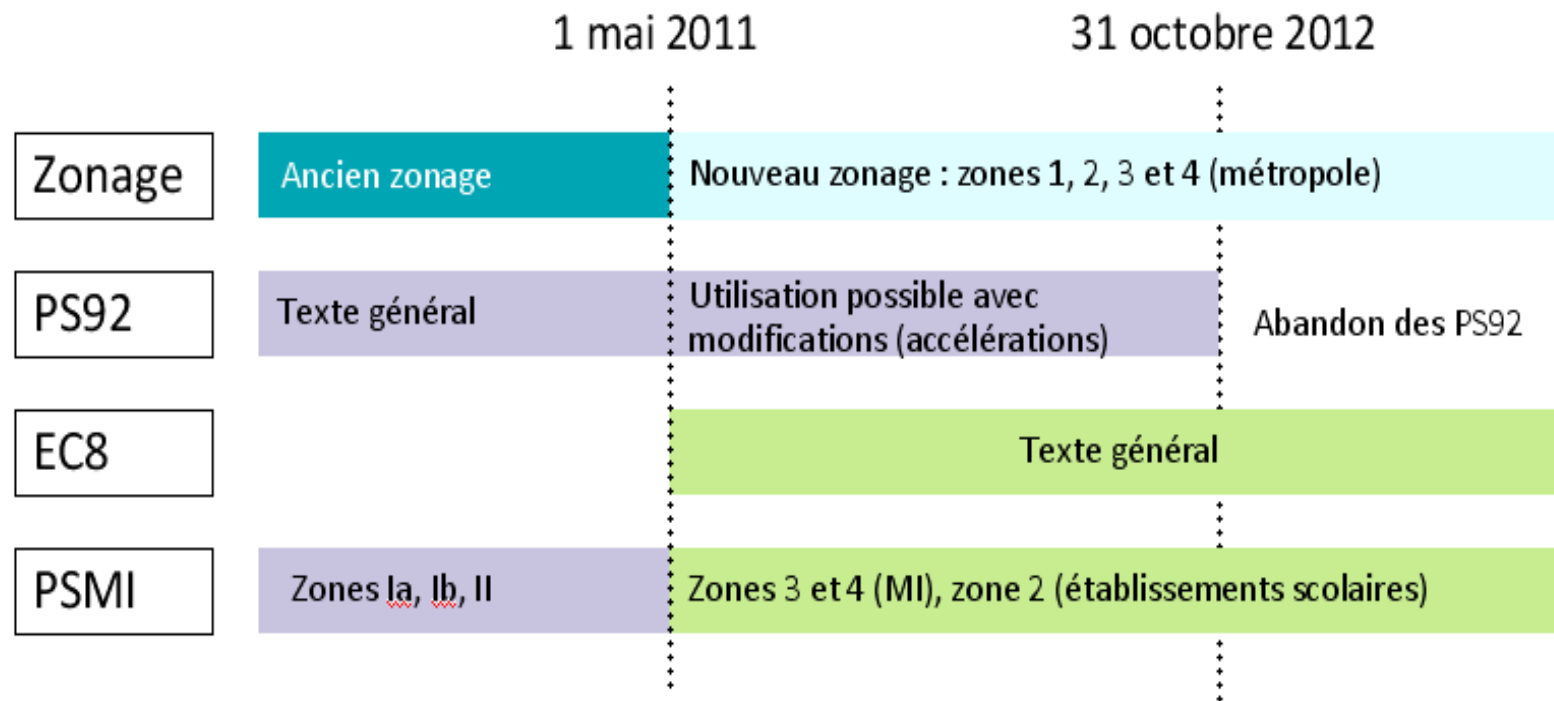 1 mai 2011
31 octobre 2012
Zonage
Ancien zonage
Nouveau zonage : zones 1, 2, 3 et 4 (métropole)
PS92
Texte général
Utilisation possible avec
modifications (accélérations)
Abandon des PS92
EC8
Texte général
PSMI
Zones Ia, Ib, II
Zones 3 et 4 (MI), zone 2 (établissements scolaires)